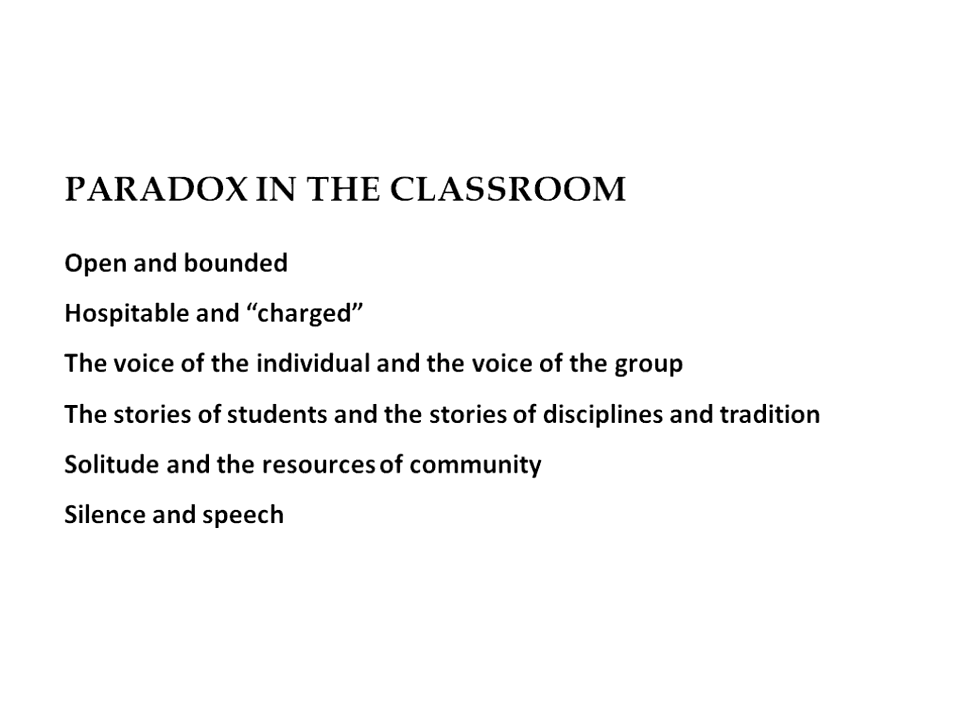 PARADOX IN THE CLASSROOM
Open and bounded
Hospitable and “charged”
The voice of the individual and the voice of the group
The stories of students and the stories of disciplines and tradition
Solitude and the resources of community
Silence and speech